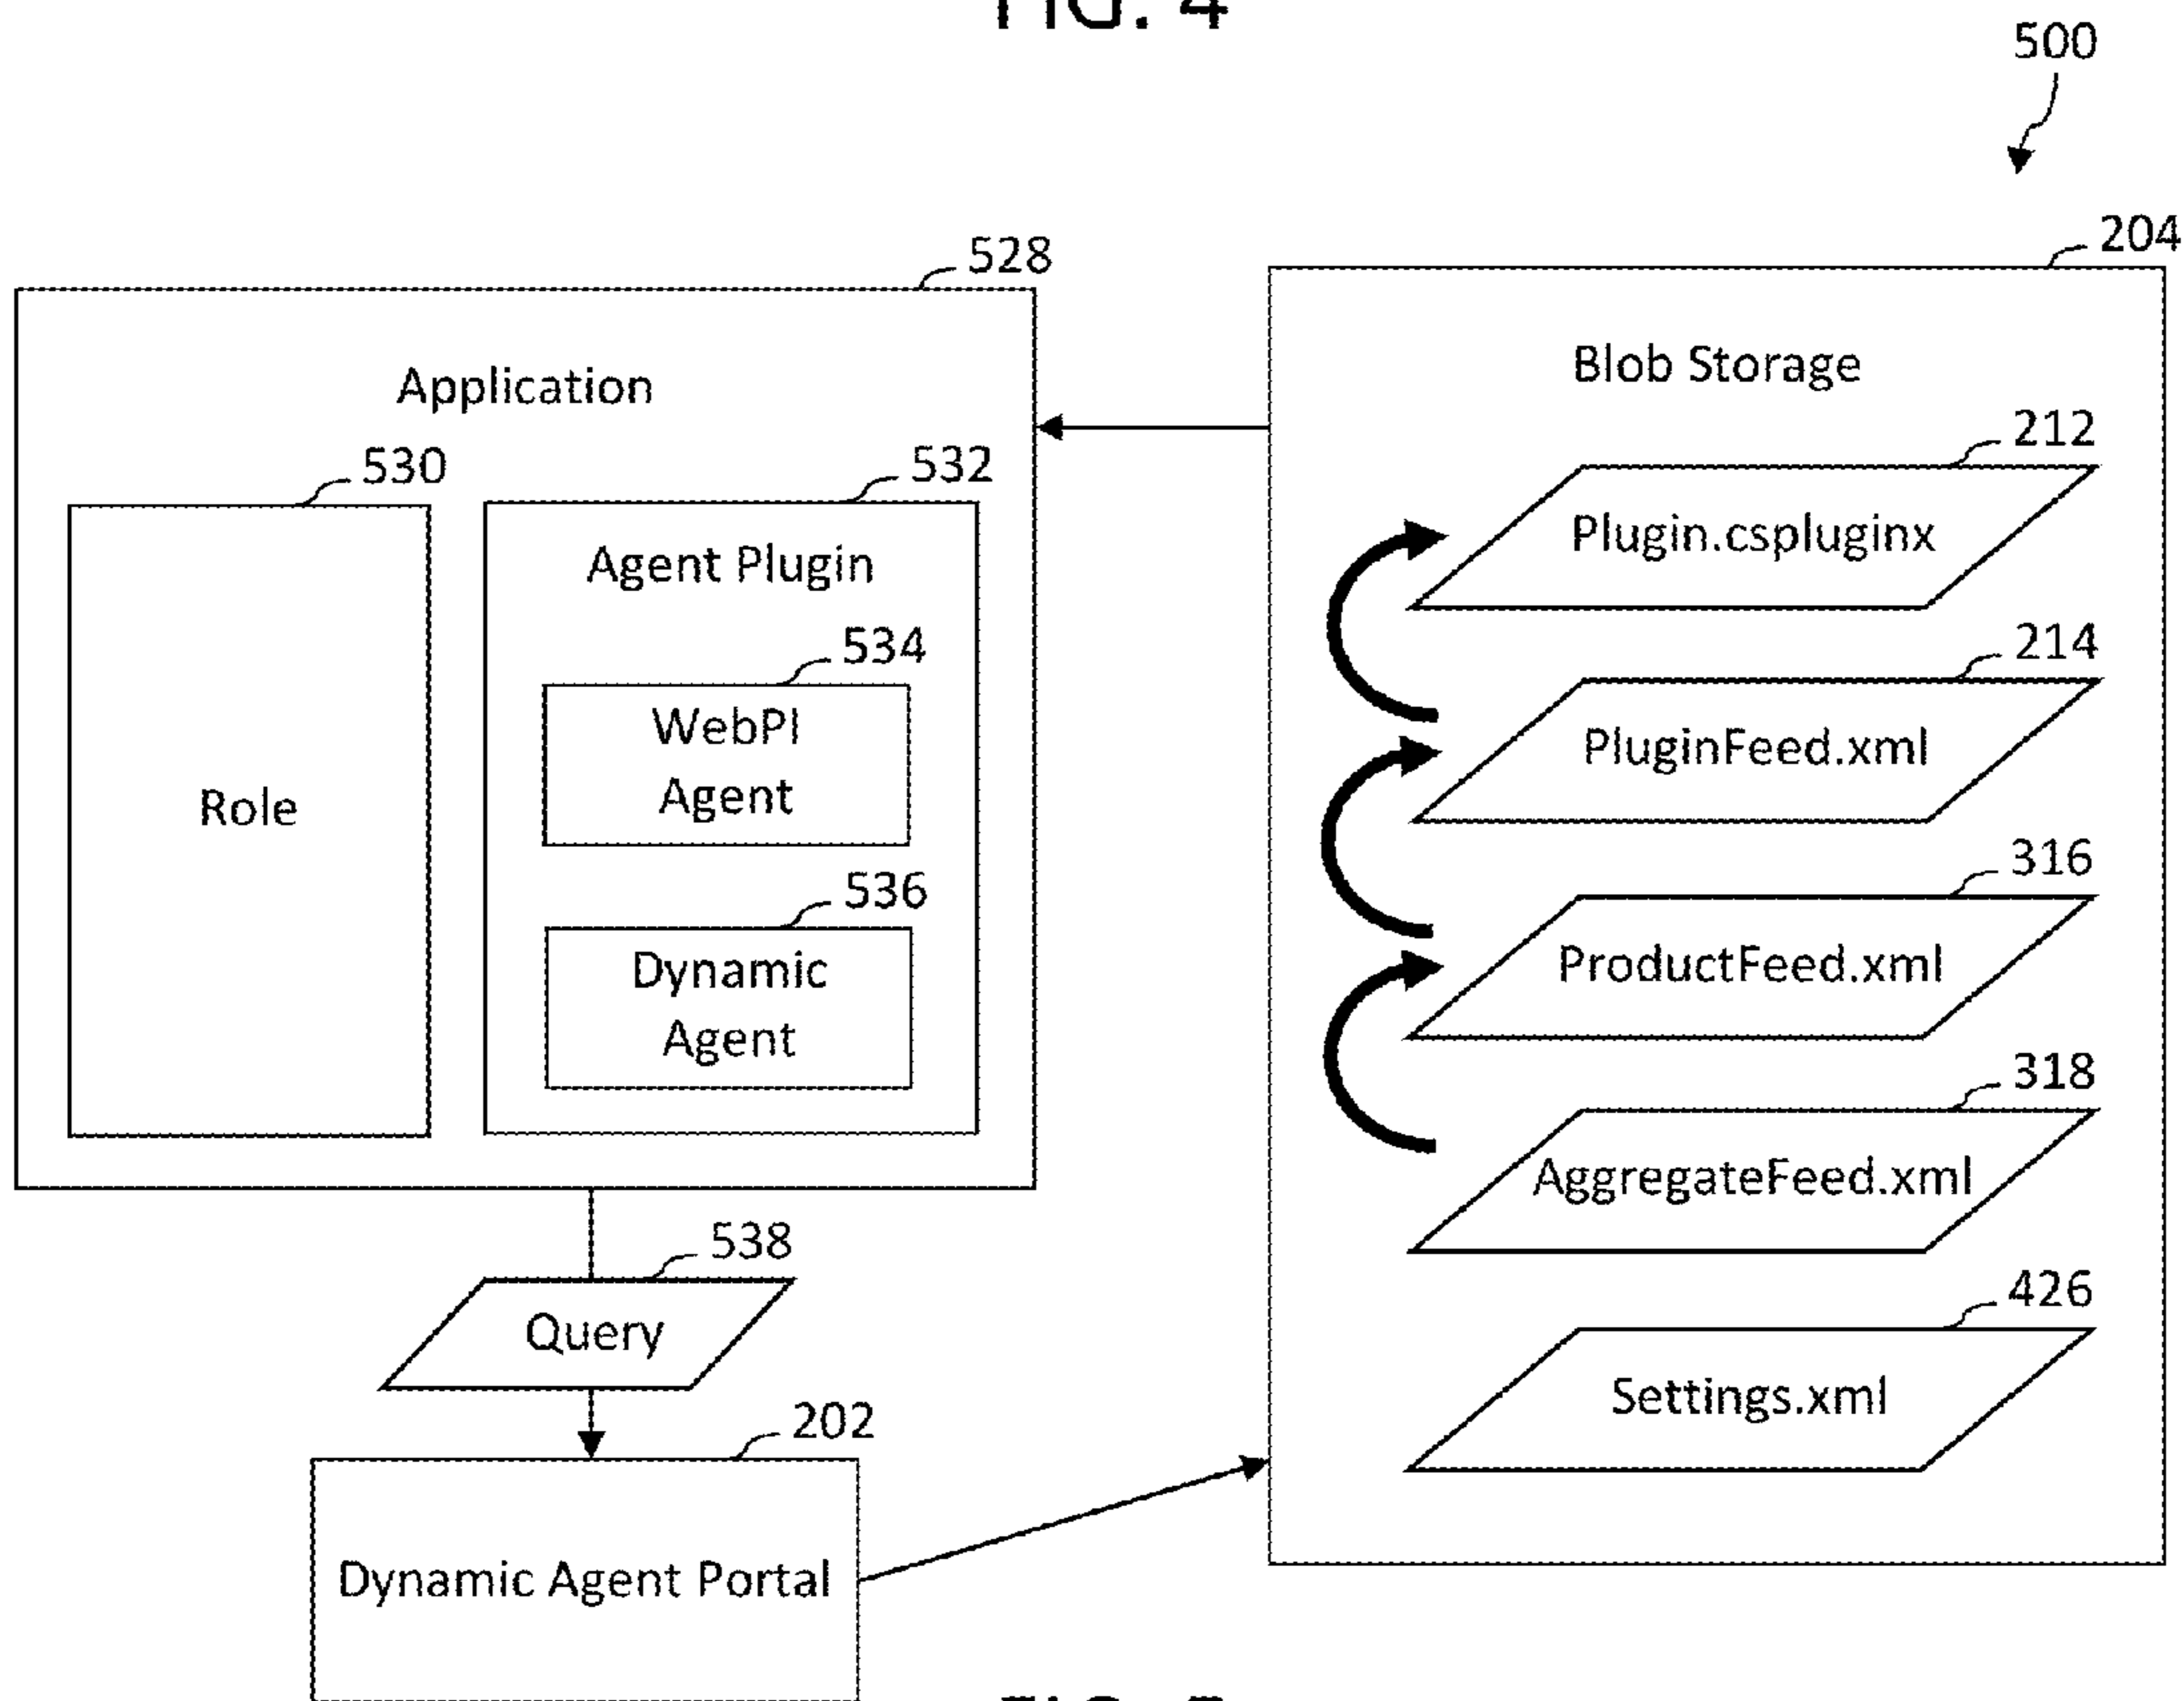 FIG. 4
500
204
528
Application
Blob Storage
530
532
212
Plugin.cspluginx
Agent Plugin
534
214
WebPI
Agent
PluginFeed.xml
Role
536
316
Dynamic
Agent
ProductFeed.xml
318
AggregateFeed.xml
538
Query
426
Settings.xml
202
Dynamic Agent Portal